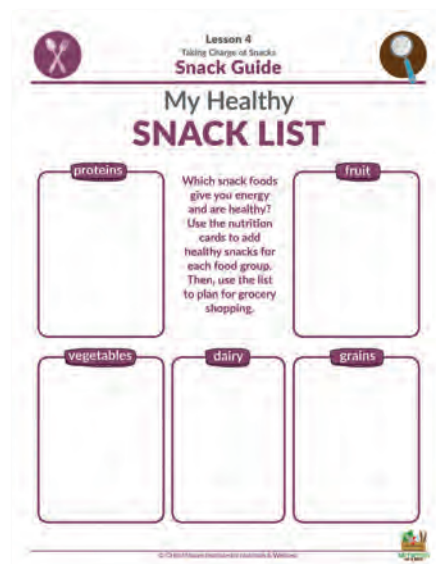 Lesson 4
Taking Charge of Snacks
Snack Guide
My Healthy
SNACK LIST
proteins
Which snack foods
give you energy
and are healthy?
Use the nutrition
cards to add
healthy snacks for
each food group.
Then, use the list
to plan for grocery
shopping.
fruit
vegetables
dairy
grains